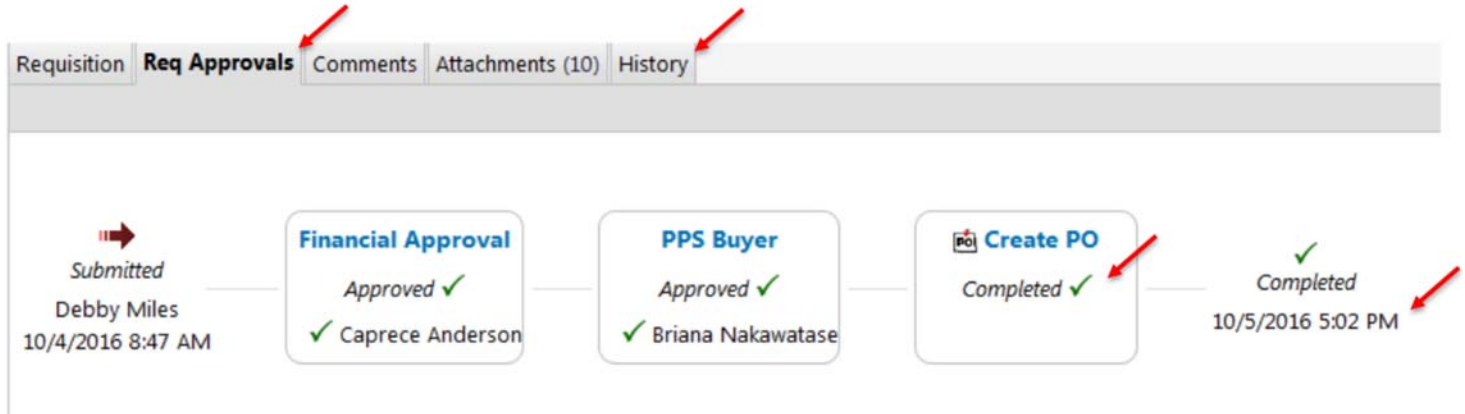 Requisition Req Approvals Comments Attachments (10) History
Submitted
Debby Miles
10/4/2016 8:47 AM
Financial Approval
Approved
Caprece Anderson
PPS Buyer
Approved
Briana Nakawatase
PO Create PO
Completed
Completed
10/5/2016 5:02 PM